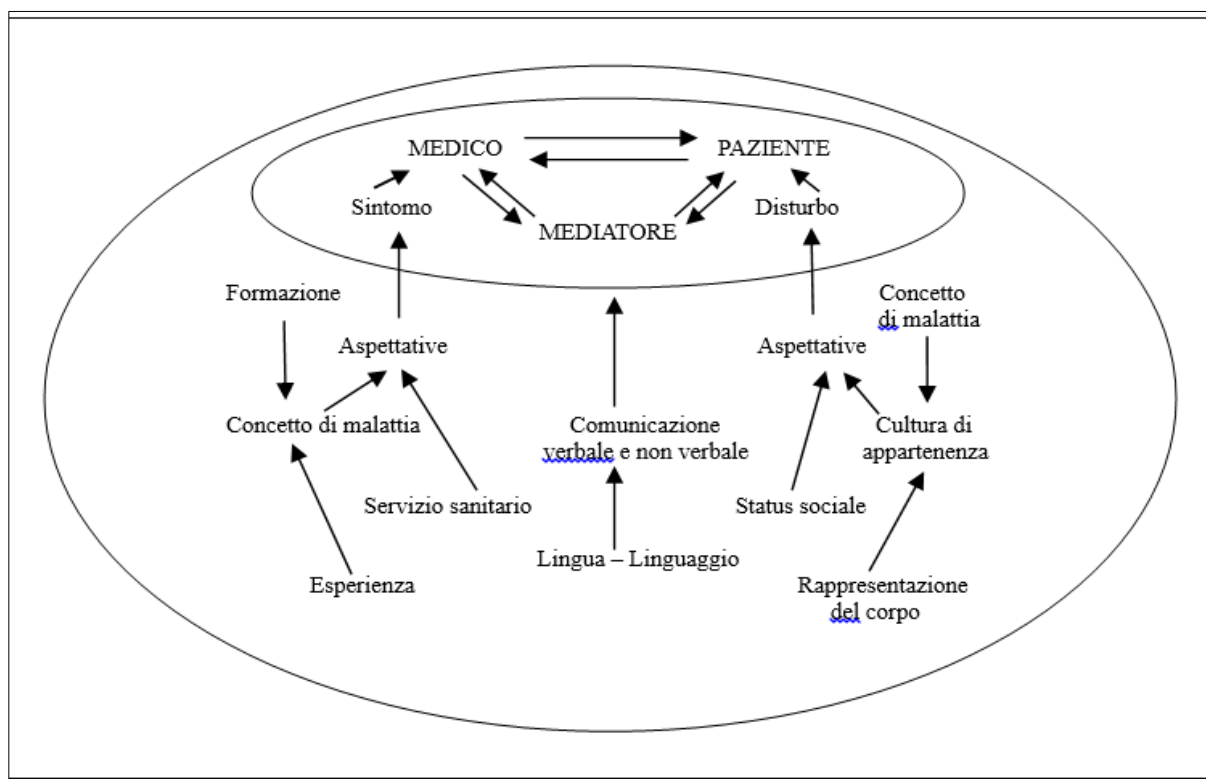 MEDICO
PAZIENTE
Sintomo
Disturbo
MEDIATORE
Formazione
Concetto
di malattia
Aspettative
Aspettative
Concetto di malattia
Comunicazione
verbale e non verbale
Cultura di
appartenenza
Servizio sanitario
Status sociale
Lingua – Linguaggio
Esperienza
Rappresentazione
del corpo